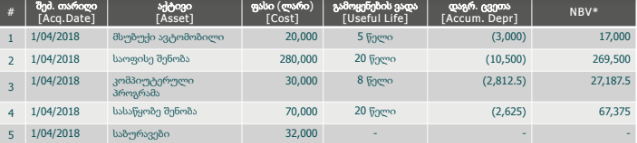 # შეძ. თარიღი [Acq.Date] აქტივი [Asset] ფასი (ლარი) [Cost] გამოყენების ვადა [Useful Life] დაგრ. ცვეთა [Accum. Depr] NBV*
1 1/04/2018 მსუბუქი ავტომობილი 20,000 5 წელი (3,000) 17,000
2 1/04/2018 საოფისე შენობა 280,000 20 წელი (10,500) 269,500
3 1/04/2018 კომპიუტერული პროგრამა 30,000 8 წელი (2,812.5) 27,187.5
4 1/04/2018 სასაწყობე შენობა 70,000 20 წელი (2,625) 67,375
5 1/04/2018 საბურავები 32,000 - - -